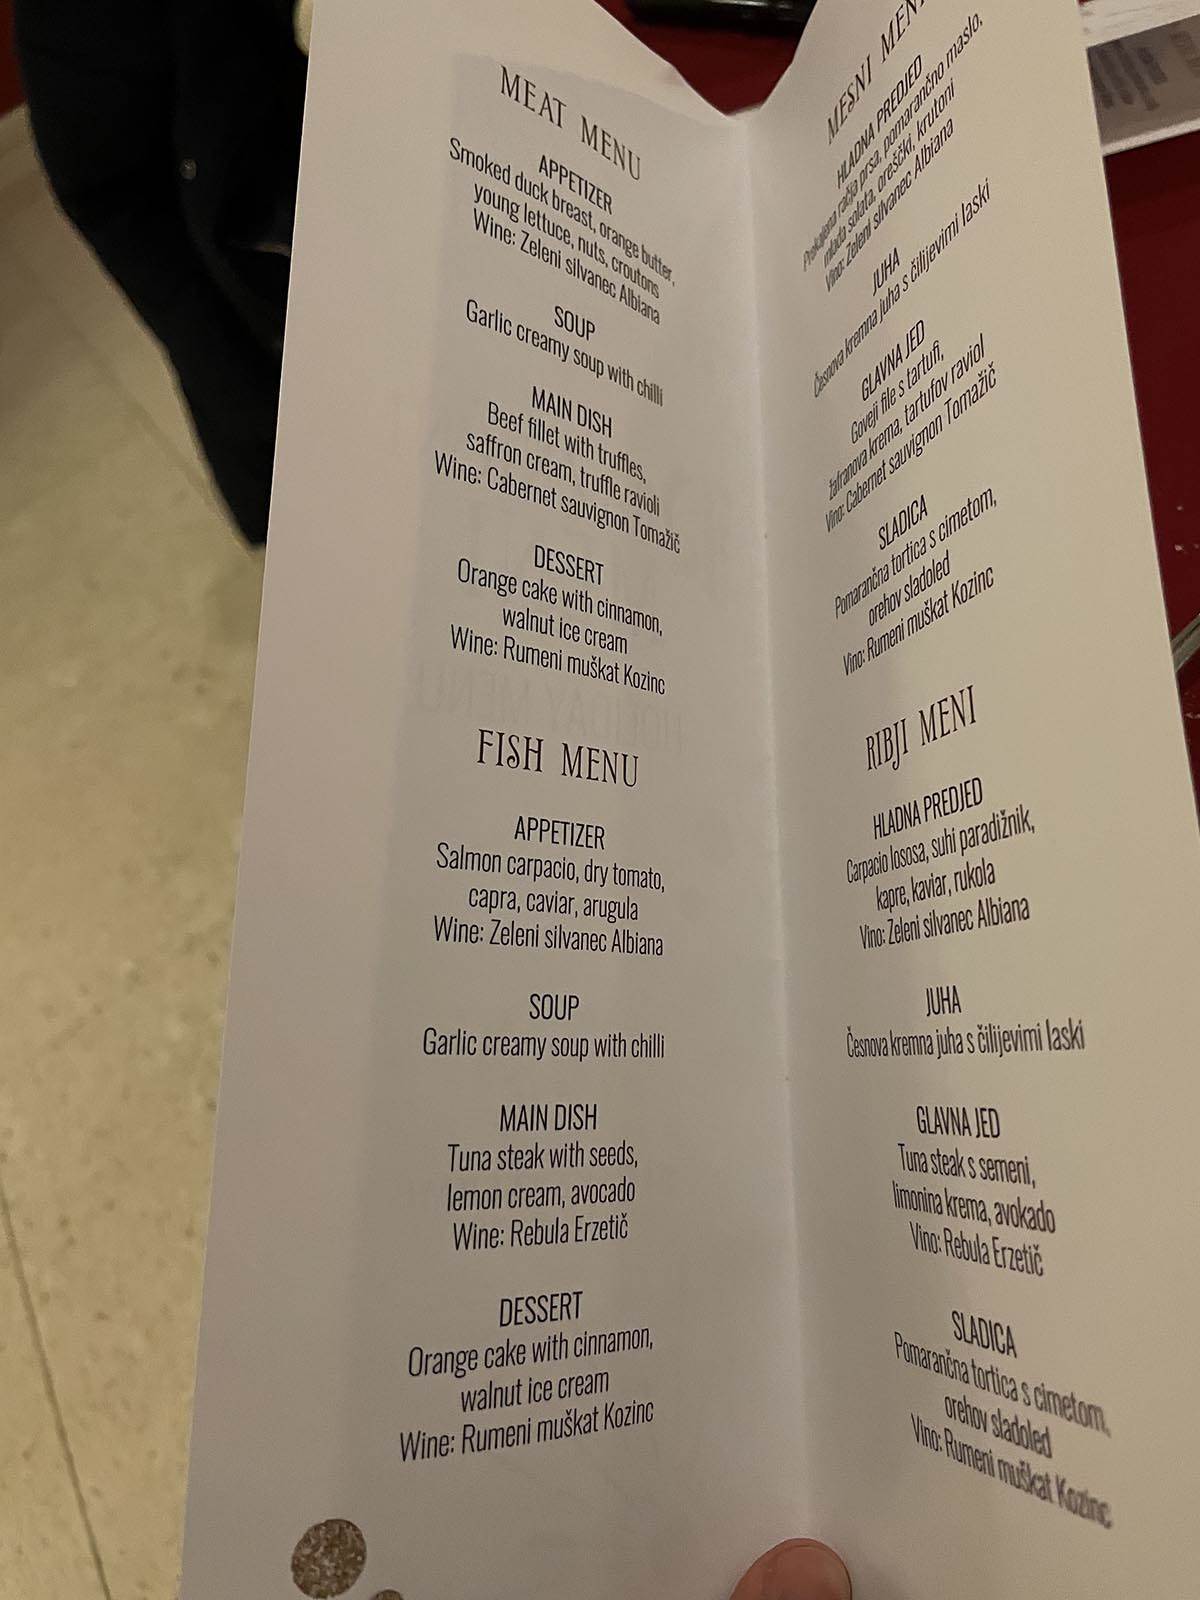 MEAT MENU
APPETIZER
Smoked duck breast, orange butter,
young lettuce, nuts, croutons
Wine: Zeleni silvanec Albiana
SOUP
Garlic creamy soup with chilli
MAIN DISH
Beef fillet with truffles,
saffron cream, truffle ravioli
Wine: Cabernet sauvignon Tomažič
DESSERT
Orange cake with cinnamon,
walnut ice cream
Wine: Rumeni muškat Kozinc
FISH MENU
APPETIZER
Salmon carpacio, dry tomato,
capra, caviar, arugula
Wine: Zeleni silvanec Albiana
SOUP
Garlic creamy soup with chilli
MAIN DISH
Tuna steak with seeds,
lemon cream, avocado
Wine: Rebula Erzetič
DESSERT
Orange cake with cinnamon,
walnut ice cream
Wine: Rumeni muškat Kozinc
MESNI MENI
HLADNA PREDJED
Prekajena račja prsa, pomarančno maslo,
mlada solata, oreščki, krutoni
Vino: Zeleni silvanec Albiana
JUHA
Česnova kremna juha s čilijevimi laski
GLAVNA JED
Goveji file s tartufi,
žafranova krema, tartufov raviol
Vino: Cabernet sauvignon Tomažič
SLADICA
Pomarančna tortica s cimetom,
orehov sladoled
Vino: Rumeni muškat Kozinc
RIBJI MENI
HLADNA PREDJED
Carpacio lososa, suhi paradižnik,
kapre, kaviar, rukola
Vino: Zeleni silvanec Albiana
JUHA
Česnova kremna juha s čilijevimi laski
GLAVNA JED
Tuna steak s semeni,
limonina krema, avokado
Vino: Rebula Erzetič
SLADICA
Pomarančna tortica s cimetom,
orehov sladoled
Vino: Rumeni muškat Kozinc